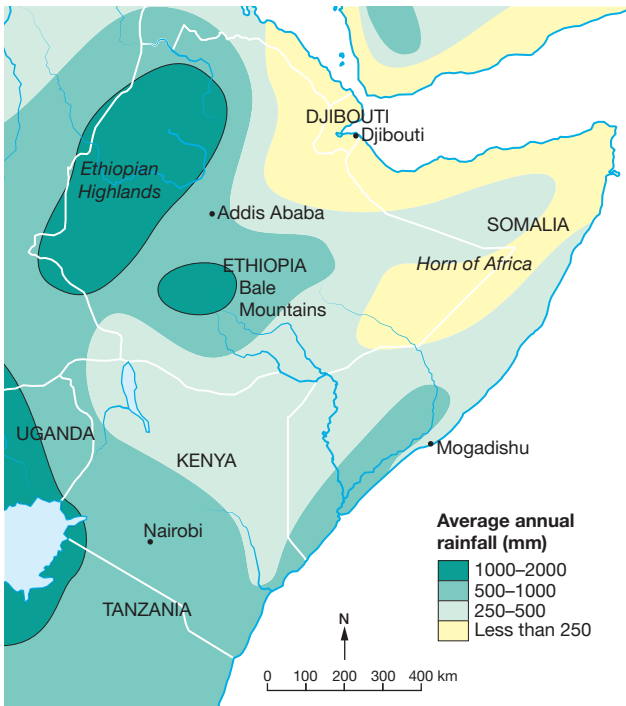 DJIBOUTI
Djibouti
Ethiopian
Highlands
Addis Ababa
SOMALIA
ETHIOPIA
Horn of Africa
Bale
Mountains
UGANDA
KENYA
Mogadishu
Nairobi
TANZANIA
Average annual
rainfall (mm)
1000–2000
500–1000
250–500
Less than 250
N
0 100 200 300 400 km